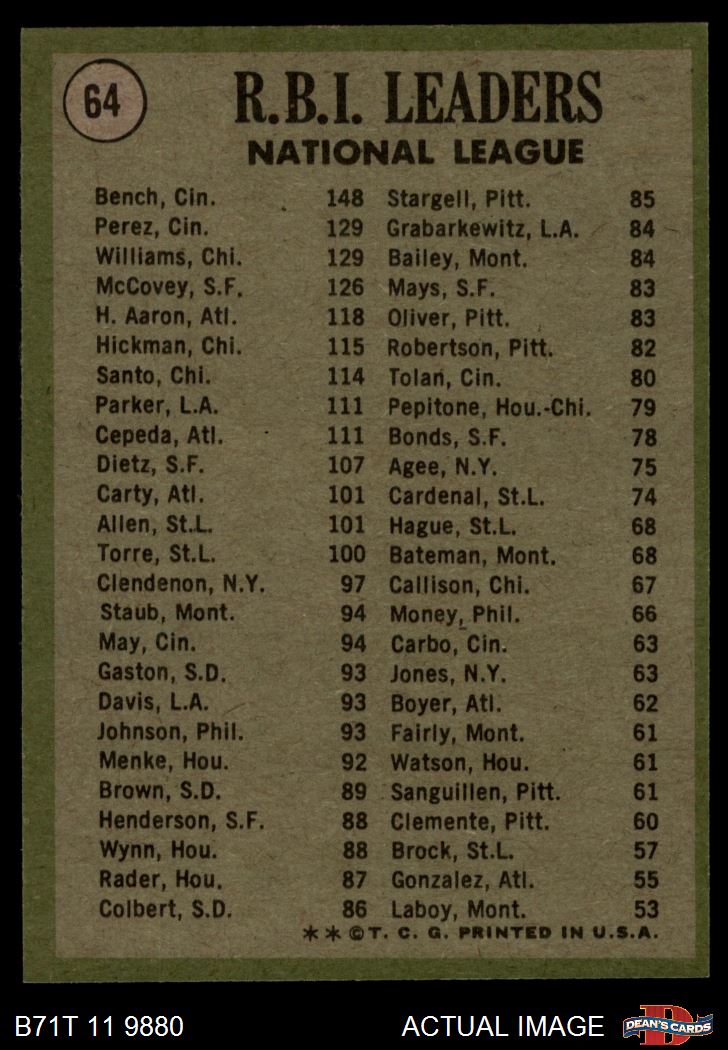 64
R.B.I. LEADERS
NATIONAL LEAGUE
Bench, Cin. 148 Stargell, Pitt. 85
Perez, Cin. 129 Grabarkewitz, L.A. 84
Williams, Chi. 129 Bailey, Mont. 84
McCovey, S.F. 126 Mays, S.F. 83
H. Aaron, Atl. 118 Oliver, Pitt. 83
Hickman, Chi. 115 Robertson, Pitt. 82
Santo, Chi. 114 Tolan, Cin. 80
Parker, L.A. 111 Pepitone, Hou.-Chi. 79
Cepeda, Atl. 111 Bonds, S.F. 78
Dietz, S.F. 107 Agee, N.Y. 75
Carty, Atl. 101 Cardenal, St.L. 74
Allen, St.L. 101 Hague, St.L. 68
Torre, St.L. 100 Bateman, Mont. 68
Clendenon, N.Y. 97 Callison, Chi. 67
Staub, Mont. 94 Money, Phil. 66
May, Cin. 94 Carbo, Cin. 63
Gaston, S.D. 93 Jones, N.Y. 63
Davis, L.A. 93 Boyer, Atl. 62
Johnson, Phil. 93 Fairly, Mont. 61
Menke, Hou. 92 Watson, Hou. 61
Brown, S.D. 89 Sanguillen, Pitt. 61
Henderson, S.F. 88 Clemente, Pitt. 60
Wynn, Hou. 88 Brock, St.L. 57
Rader, Hou. 87 Gonzalez, Atl. 55
Colbert, S.D. 86 Laboy, Mont. 53
**©T. C. G. PRINTED IN U.S.A.
B71T 11 9880 ACTUAL IMAGE DEAN'S CARDS